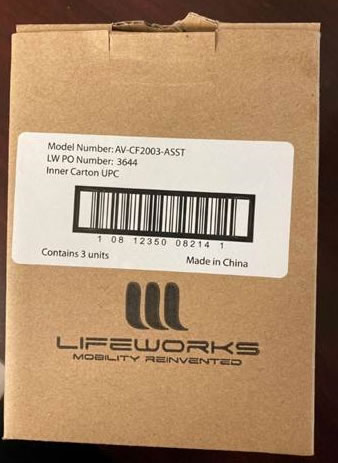 Model Number: AV-CF2003-ASST
LW PO Number: 3644
Inner Carton UPC
1 08 12350 08214 1
Contains 3 units
Made in China
LIFEWORKS
MOBILITY REINVENTED